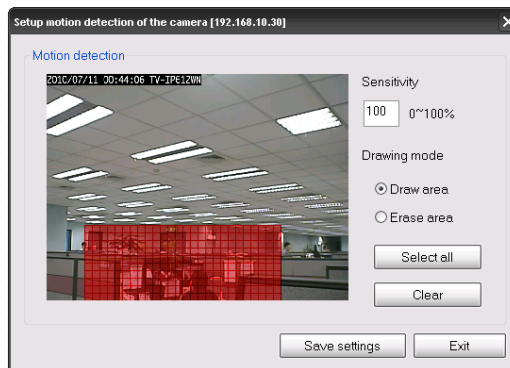 Setup motion detection of the camera [192.168.10.30]
Motion detection
2010/07/11 00:44:06 TV-IP612WN
Sensitivity
100 0~100%
Drawing mode
Draw area
Erase area
Select all
Clear
Save settings Exit